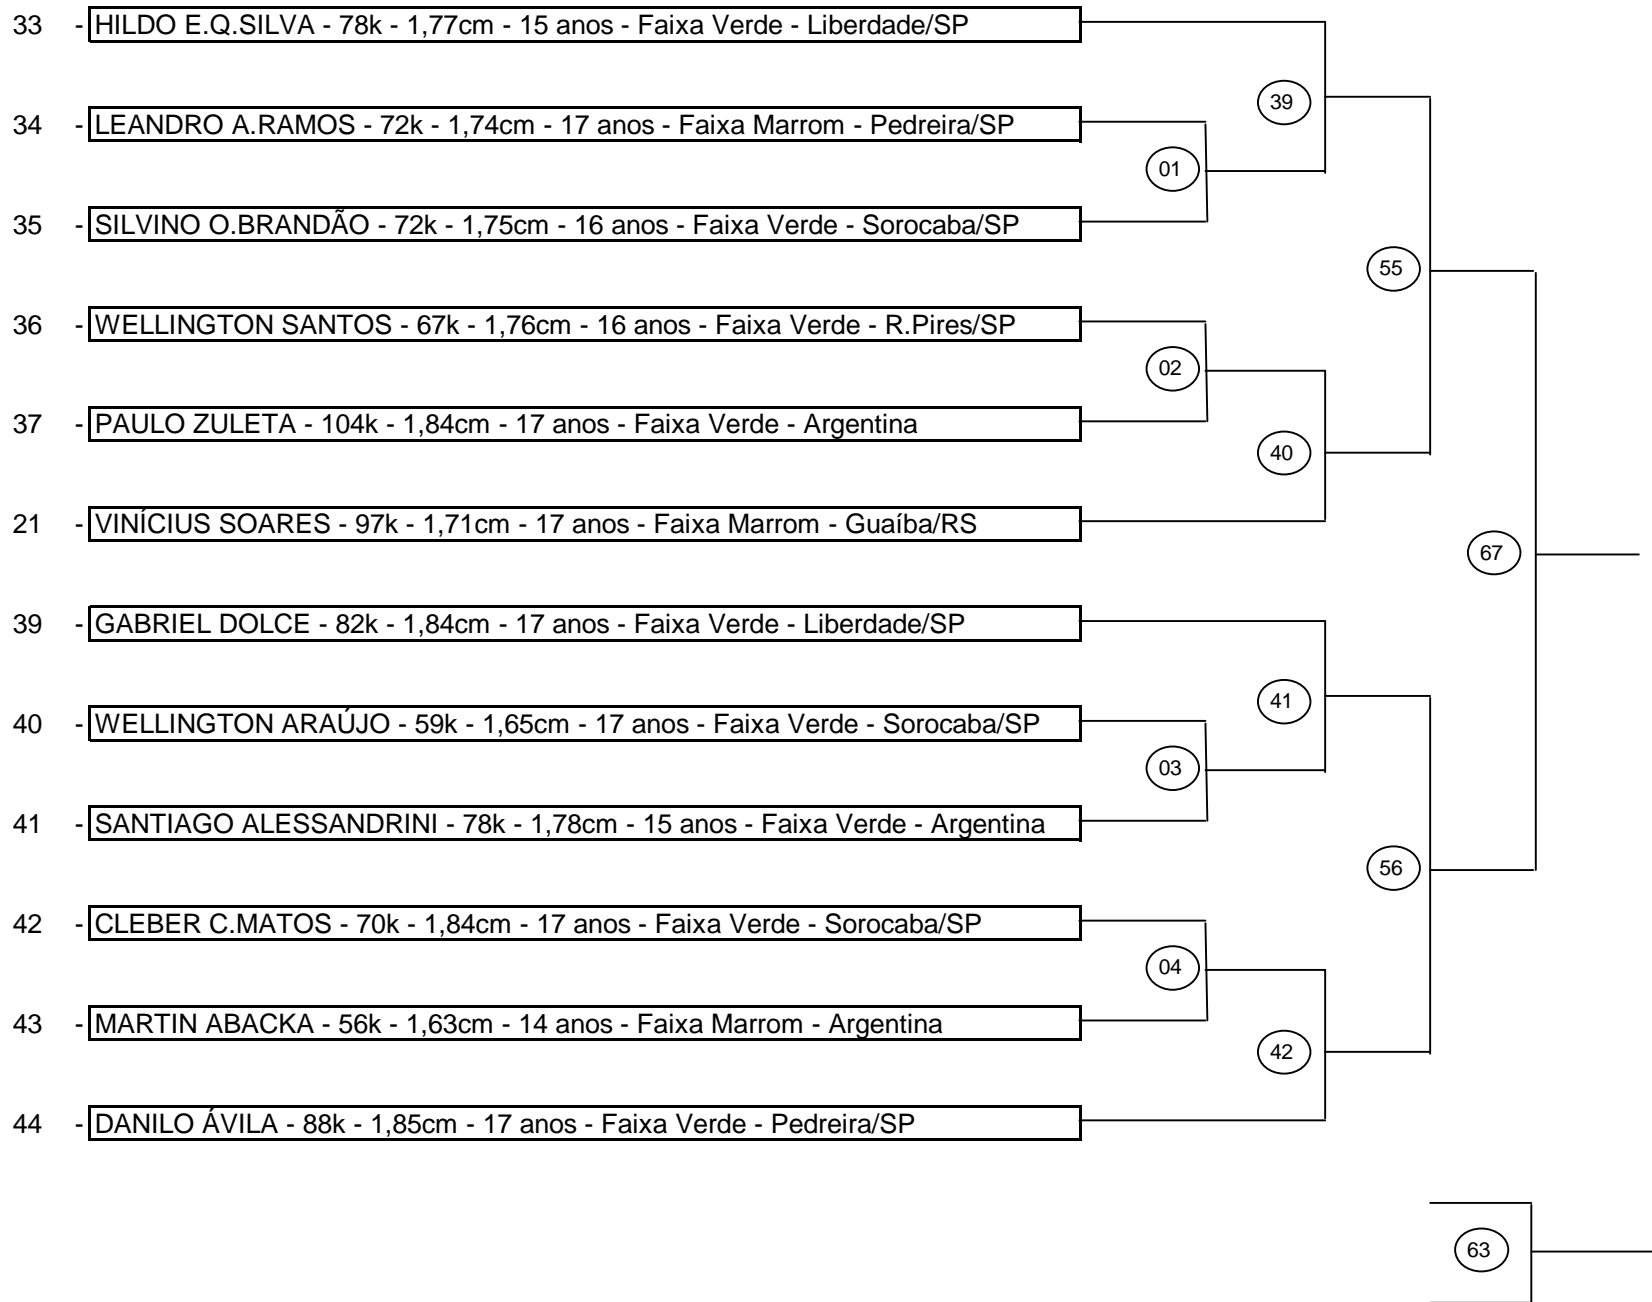 33 - HILDO E.Q.SILVA - 78k - 1,77cm - 15 anos - Faixa Verde - Liberdade/SP
39
34 - LEANDRO A.RAMOS - 72k - 1,74cm - 17 anos - Faixa Marrom - Pedreira/SP
01
35 - SILVINO O.BRANDÃO - 72k - 1,75cm - 16 anos - Faixa Verde - Sorocaba/SP
55
36 - WELLINGTON SANTOS - 67k - 1,76cm - 16 anos - Faixa Verde - R.Pires/SP
02
37 - PAULO ZULETA - 104k - 1,84cm - 17 anos - Faixa Verde - Argentina
40
21 - VINÍCIUS SOARES - 97k - 1,71cm - 17 anos - Faixa Marrom - Guaíba/RS
67
39 - GABRIEL DOLCE - 82k - 1,84cm - 17 anos - Faixa Verde - Liberdade/SP
41
40 - WELLINGTON ARAÚJO - 59k - 1,65cm - 17 anos - Faixa Verde - Sorocaba/SP
03
41 - SANTIAGO ALESSANDRINI - 78k - 1,78cm - 15 anos - Faixa Verde - Argentina
56
42 - CLEBER C.MATOS - 70k - 1,84cm - 17 anos - Faixa Verde - Sorocaba/SP
04
43 - MARTIN ABACKA - 56k - 1,63cm - 14 anos - Faixa Marrom - Argentina
42
44 - DANILO ÁVILA - 88k - 1,85cm - 17 anos - Faixa Verde - Pedreira/SP
63